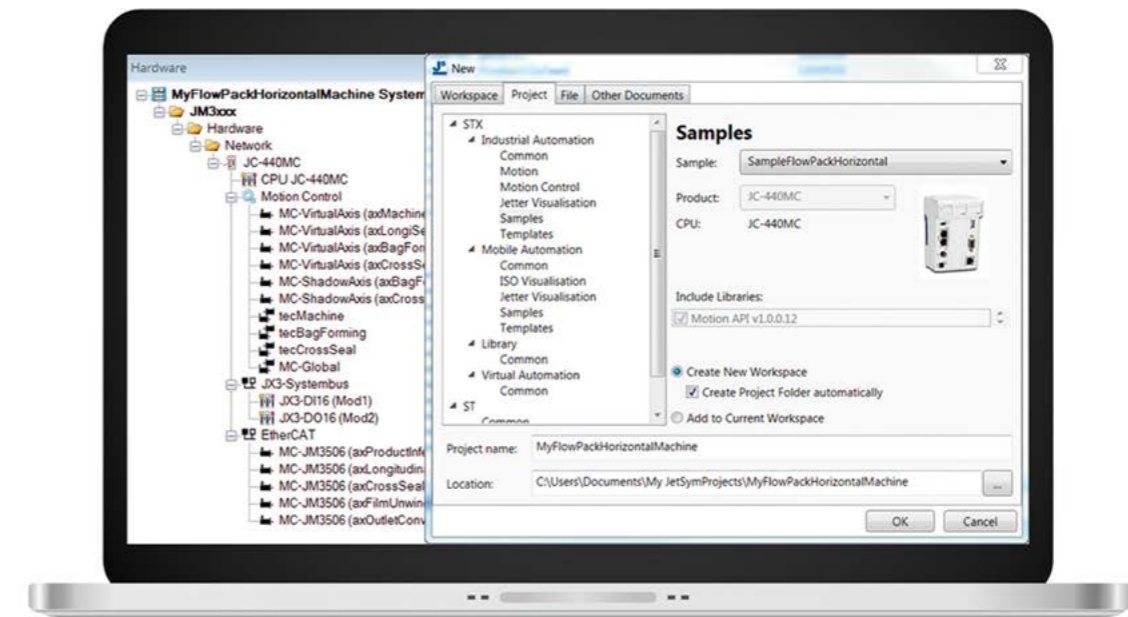 Hardware
MyFlowPackHorizontalMachine System
JM3xxx
Hardware
Network
JC-440MC
CPU JC-440MC
Motion Control
MC-VirtualAxis (axMachine
MC-VirtualAxis (axLongiSe
MC-VirtualAxis (axBagFor
MC-VirtualAxis (axCrossS
MC-ShadowAxis (axBagF
MC-ShadowAxis (axCross
tecMachine
tecBagForming
tecCrossSeal
MC-Global
JX3-Systembus
JX3-DI16 (Mod1)
JX3-DO16 (Mod2)
EtherCAT
MC-JM3506 (axProductInf
MC-JM3506 (axLongitudin
MC-JM3506 (axCrossSeal
MC-JM3506 (axFilmUnwin
MC-JM3506 (axOutletConv
New
Workspace Project File Other Documents
STX
Industrial Automation
Common
Motion
Motion Control
Jetter Visualisation
Samples
Templates
Mobile Automation
Common
ISO Visualisation
Jetter Visualisation
Samples
Templates
Library
Common
Virtual Automation
Common
ST
Common
Samples
Sample: SampleFlowPackHorizontal
Product: JC-440MC
CPU: JC-440MC
Include Libraries:
Motion API v1.0.0.12
Create New Workspace
Create Project Folder automatically
Add to Current Workspace
Project name: MyFlowPackHorizontalMachine
Location: C:\Users\Documents\My JetSymProjects\MyFlowPackHorizontalMachine ...
OK Cancel